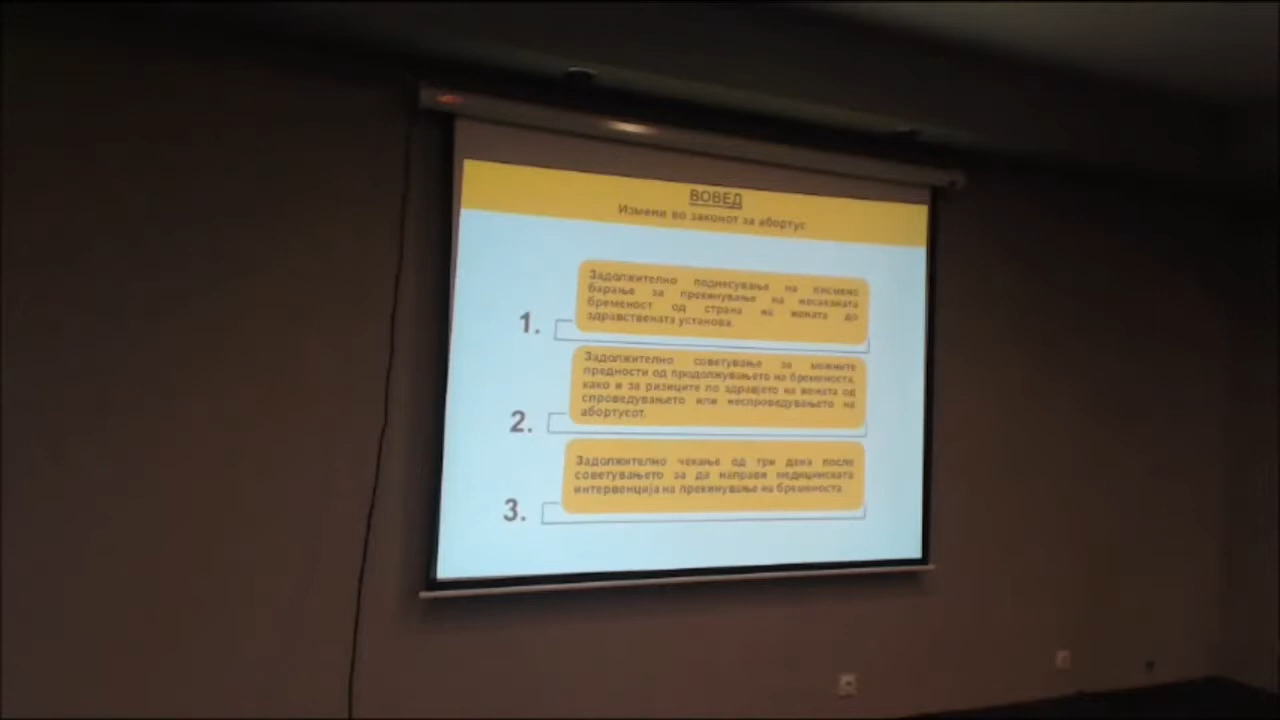 ВОВЕД
Измени во законот за абортус
1.
Задолжително поднесување на писмено
барање за прекинување на несаканата
бременост од страна на жената до
здравствената установа.
2.
Задолжително советување за можните
предности од продолжувањето на бременоста,
како и за ризиците по здравјето на жената од
спроведувањето или неспроведувањето на
абортусот.
3.
Задолжително чекање од три дена после
советувањето за да направи медицинската
интервенција на прекинување на бременоста.